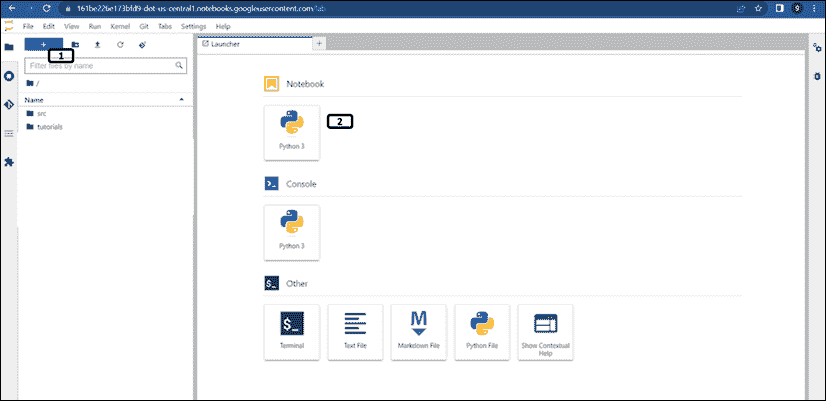 161be226e173bfd9-dot-us-central1.notebooks.googleusercontent.com
File Edit View Run Kernel Git Tabs Settings Help
+
1
Launcher
+
Filter files by name
/
Name
src
tutorials
Notebook
2
Python 3
Console
Python 3
Other
$_
Terminal Text File Markdown File Python File Show Contextual
Help